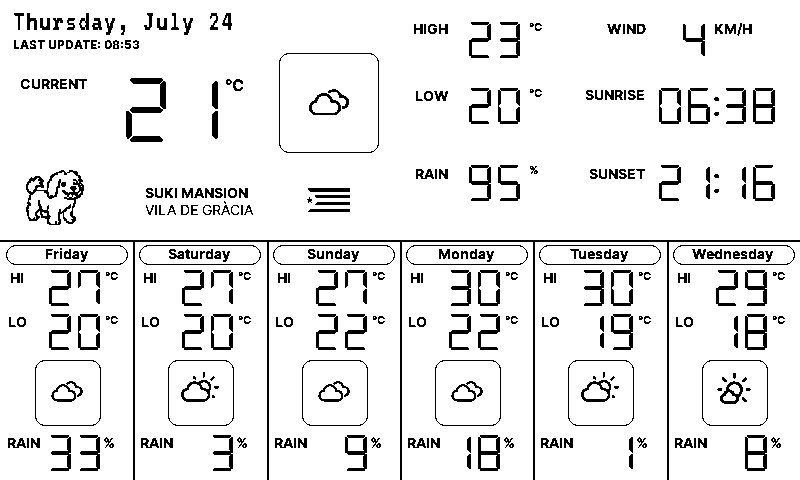 Thursday, July 24
LAST UPDATE: 08:53
CURRENT 21 °C
HIGH 23 °C
LOW 20 °C
RAIN 95 %
WIND 4 KM/H
SUNRISE 06:38
SUNSET 21:16
SUKI MANSION
VILA DE GRÀCIA
Friday
HI 27 °C
LO 20 °C
RAIN 33 %
Saturday
HI 27 °C
LO 20 °C
RAIN 3 %
Sunday
HI 27 °C
LO 22 °C
RAIN 9 %
Monday
HI 30 °C
LO 22 °C
RAIN 18 %
Tuesday
HI 30 °C
LO 19 °C
RAIN 1 %
Wednesday
HI 29 °C
LO 18 °C
RAIN 8 %